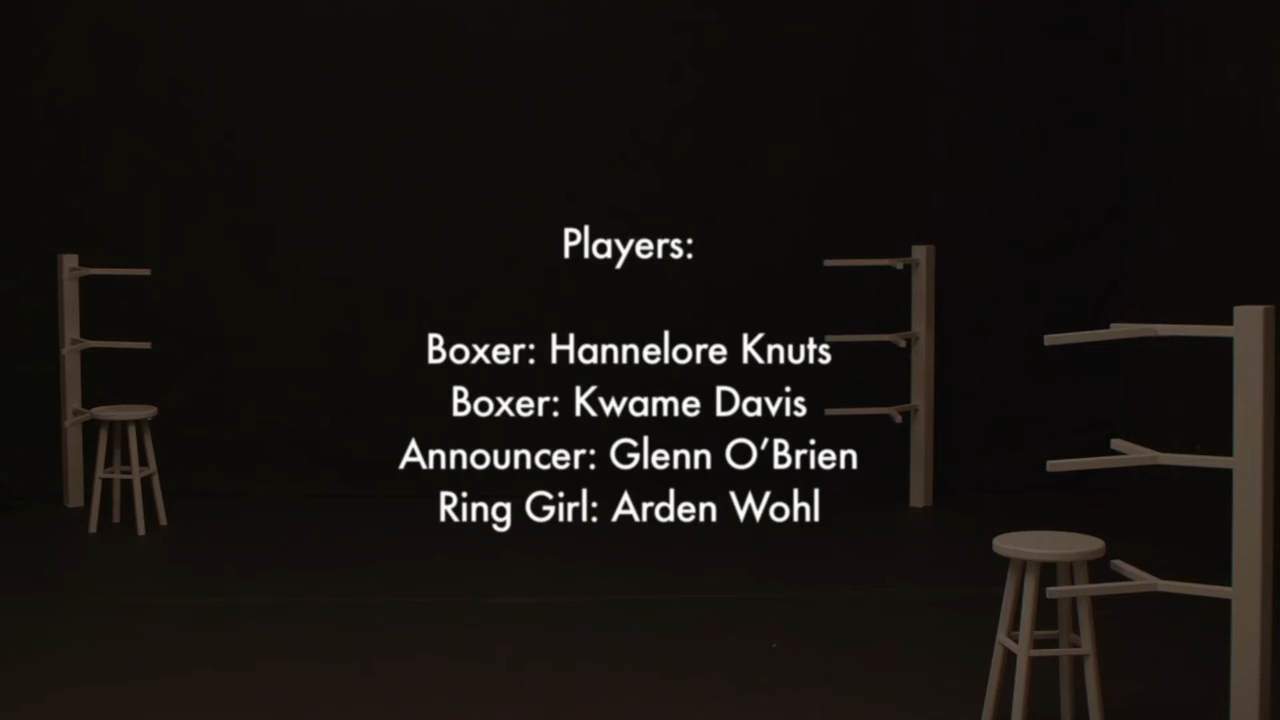 Players:
Boxer: Hannelore Knuts
Boxer: Kwame Davis
Announcer: Glenn O’Brien
Ring Girl: Arden Wohl